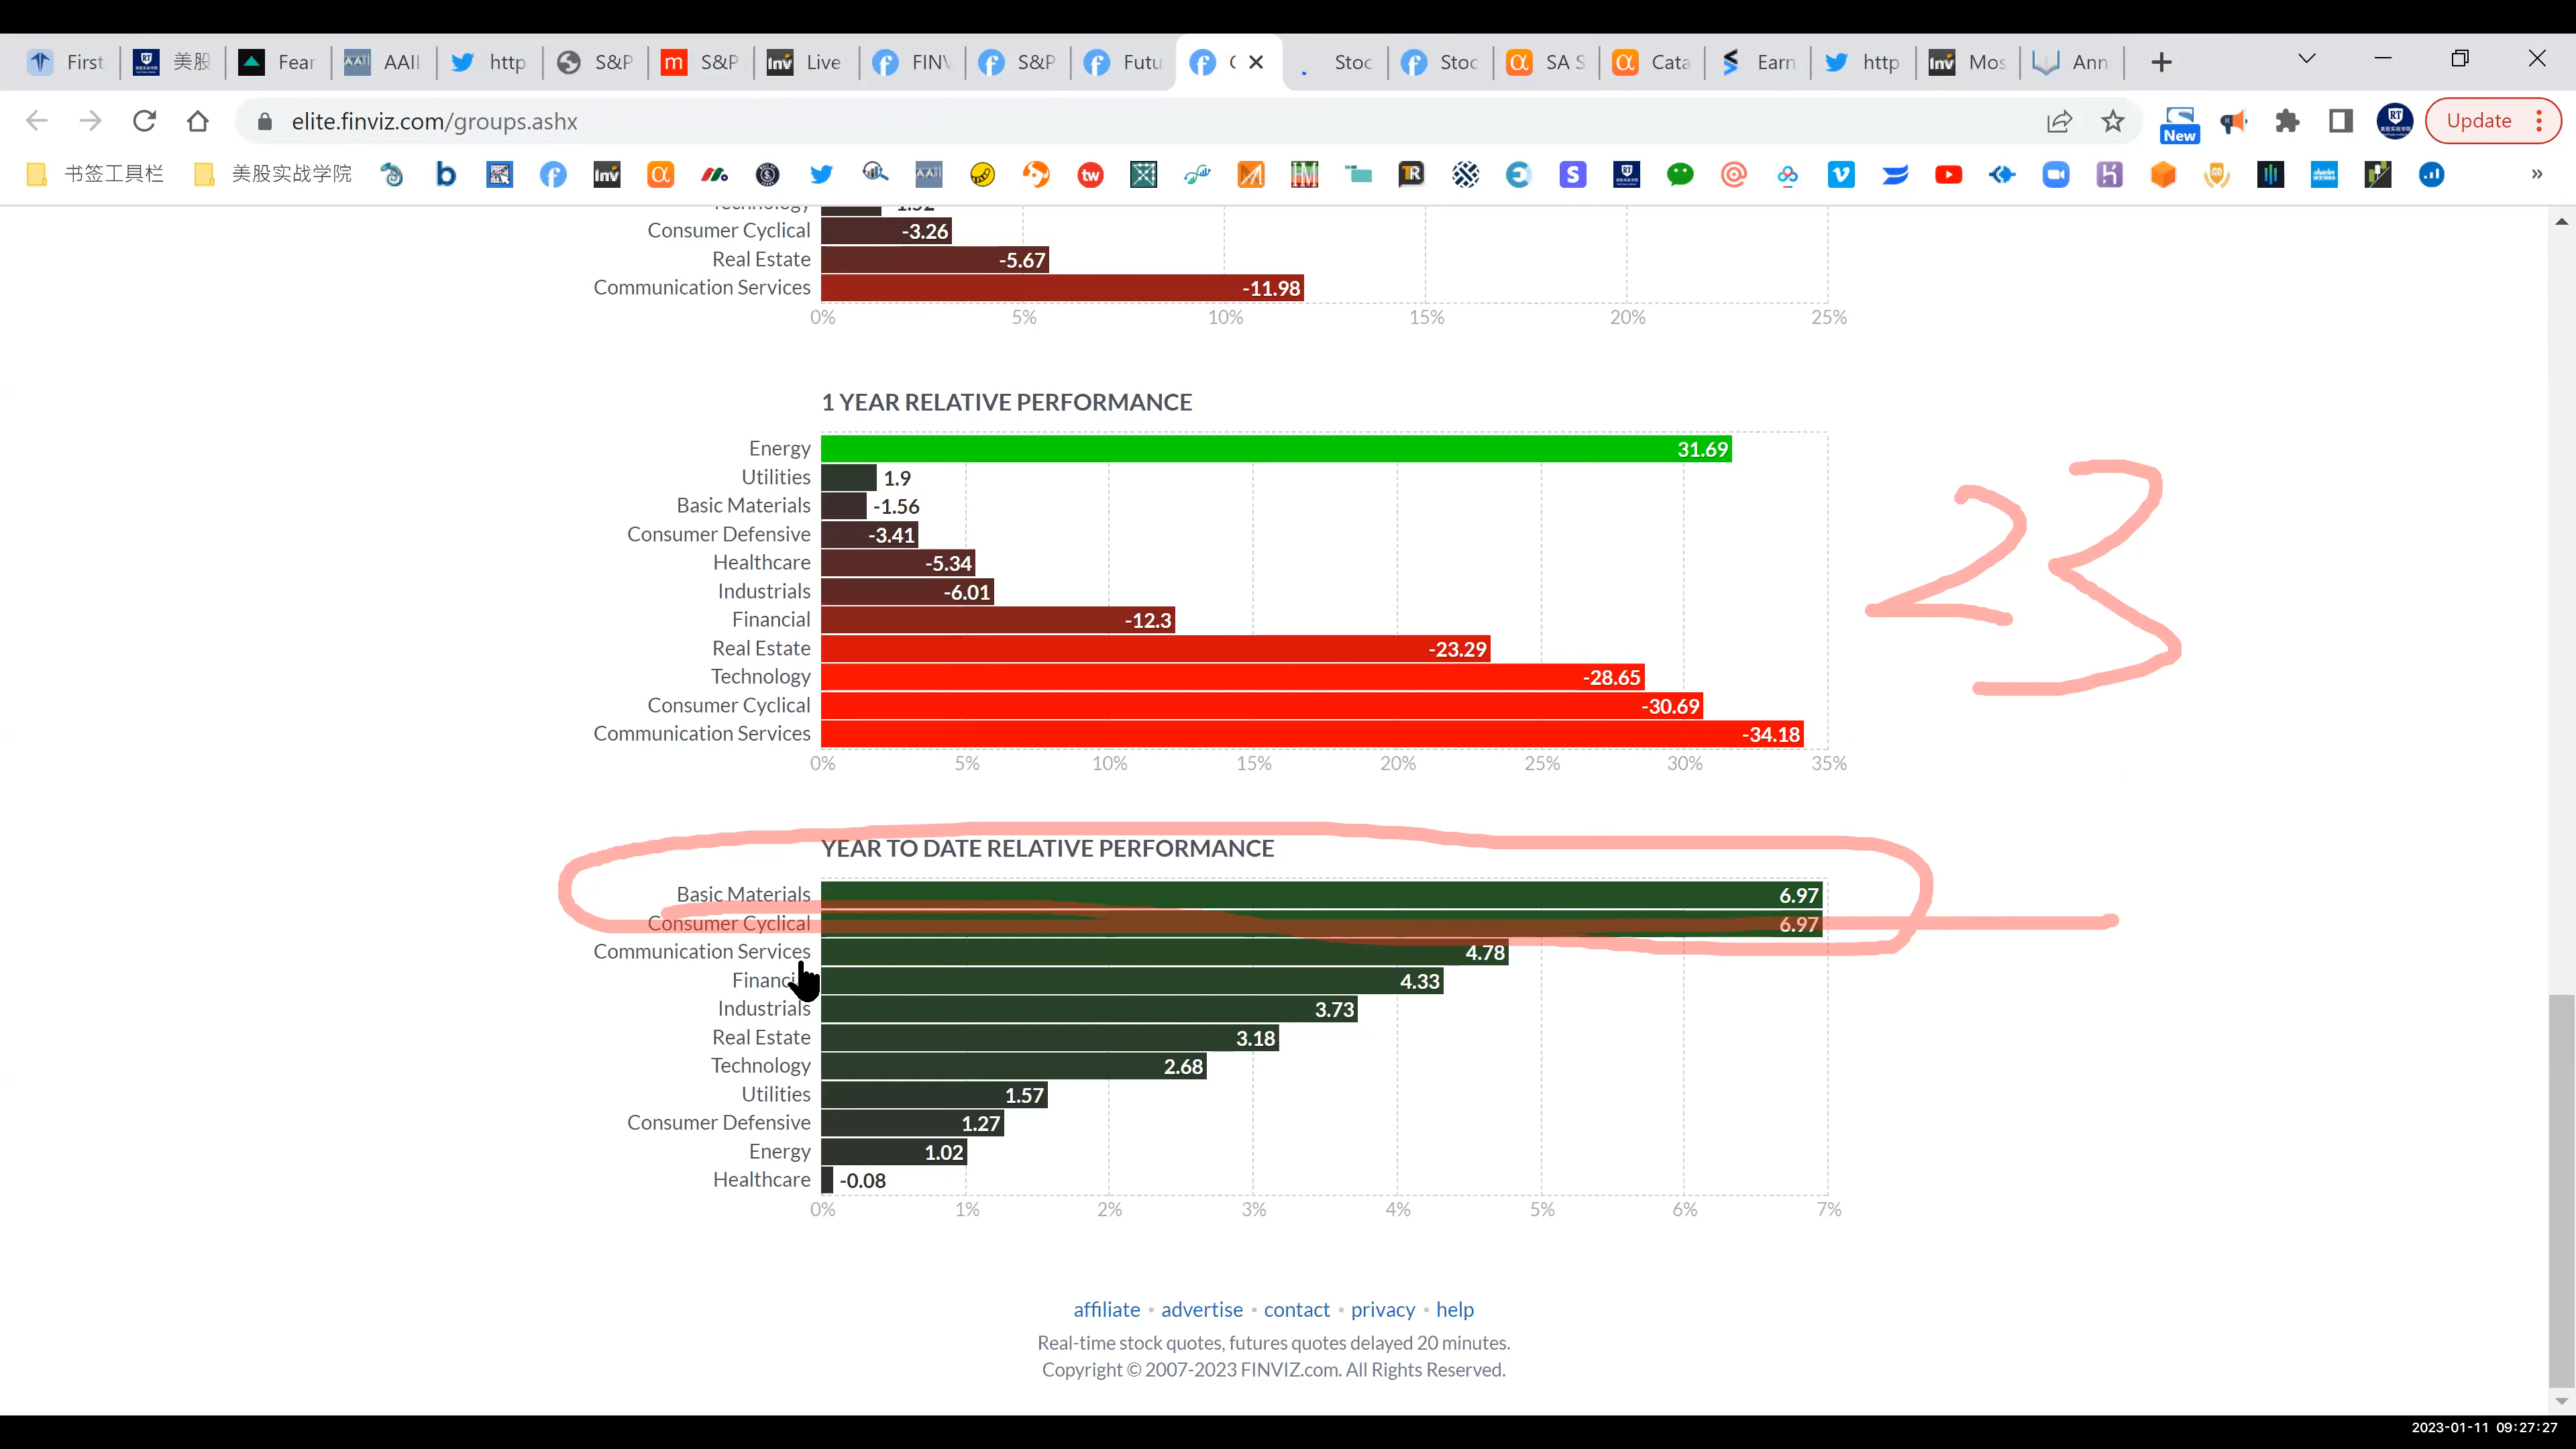 First 美股 Fear AAII http S&P S&P Live FINV S&P Futu Stoc Stoc SA S Cata Earn http Mos Ann
elite.finviz.com/groups.ashx New Update
书签工具栏 美股实战学院
Consumer Cyclical -3.26
Real Estate -5.67
Communication Services -11.98
0% 5% 10% 15% 20% 25%
1 YEAR RELATIVE PERFORMANCE
Energy 31.69
Utilities 1.9
Basic Materials -1.56
Consumer Defensive -3.41
Healthcare -5.34
Industrials -6.01
Financial -12.3
Real Estate -23.29
Technology -28.65
Consumer Cyclical -30.69
Communication Services -34.18
0% 5% 10% 15% 20% 25% 30% 35%
23
YEAR TO DATE RELATIVE PERFORMANCE
Basic Materials 6.97
Consumer Cyclical 6.97
Communication Services 4.78
Financi 4.33
Industrials 3.73
Real Estate 3.18
Technology 2.68
Utilities 1.57
Consumer Defensive 1.27
Energy 1.02
Healthcare -0.08
0% 1% 2% 3% 4% 5% 6% 7%
affiliate • advertise • contact • privacy • help
Real-time stock quotes, futures quotes delayed 20 minutes.
Copyright © 2007-2023 FINVIZ.com. All Rights Reserved.
2023-01-11 09:27:27